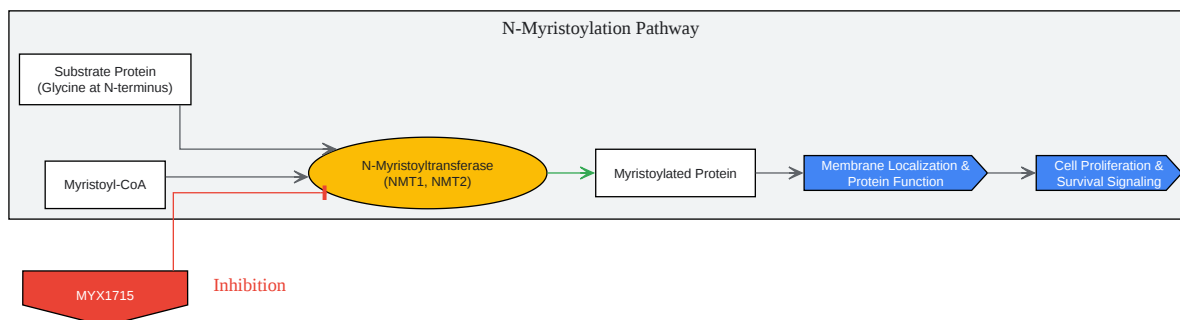 N-Myristoylation Pathway
Substrate Protein
(Glycine at N-terminus)
Myristoyl-CoA
N-Myristoyltransferase
(NMT1, NMT2)
Myristoylated Protein
Membrane Localization &
Protein Function
Cell Proliferation &
Survival Signaling
MYX1715
Inhibition